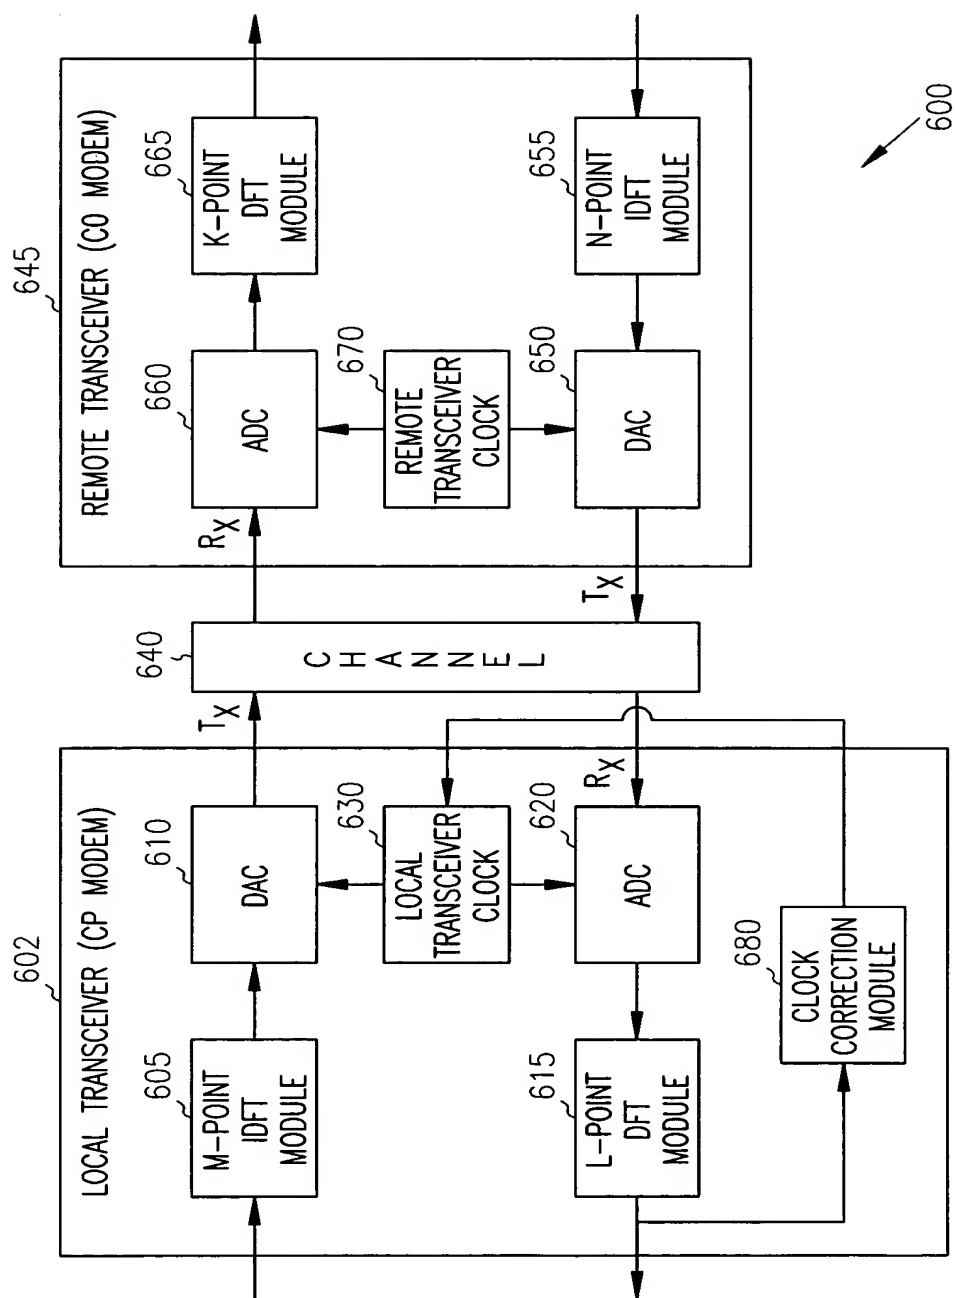 602
LOCAL TRANSCEIVER (CP MODEM)
605
M-POINT
IDFT
MODULE
610
DAC
TX
630
LOCAL
TRANSCEIVER
CLOCK
615
L-POINT
DFT
MODULE
620
ADC
RX
680
CLOCK
CORRECTION
MODULE
640
CHANNEL
645
REMOTE TRANSCEIVER (CO MODEM)
RX
660
ADC
665
K-POINT
DFT
MODULE
670
REMOTE
TRANSCEIVER
CLOCK
TX
650
DAC
655
N-POINT
IDFT
MODULE
600